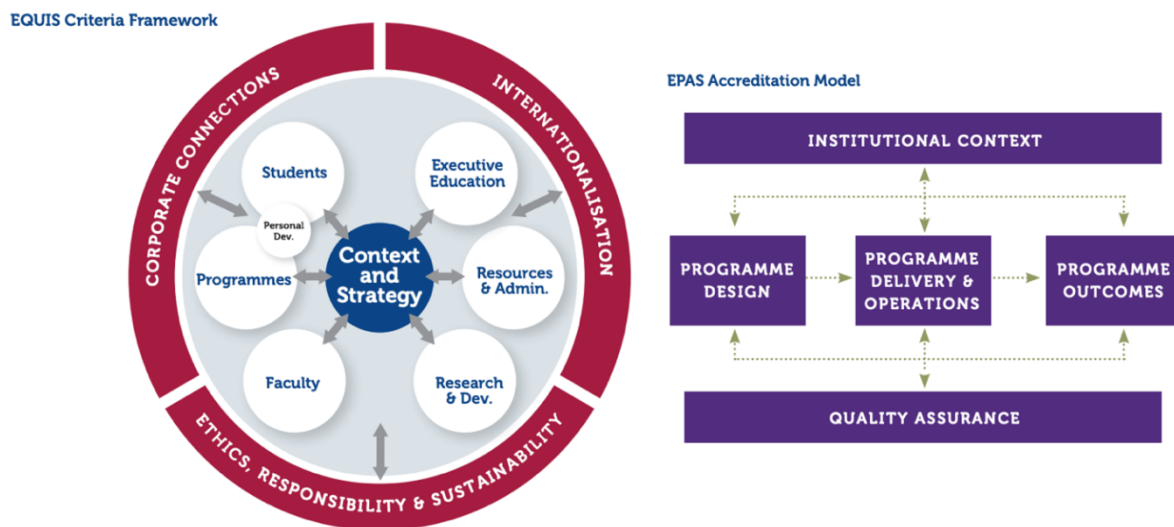 EQUIS Criteria Framework
CORPORATE CONNECTIONS
INTERNATIONALISATION
ETHICS, RESPONSIBILITY & SUSTAINABILITY
Students
Executive
Education
Personal
Dev.
Programmes
Context
and
Strategy
Resources
& Admin.
Faculty
Research
& Dev.
EPAS Accreditation Model
INSTITUTIONAL CONTEXT
PROGRAMME
DESIGN
PROGRAMME
DELIVERY &
OPERATIONS
PROGRAMME
OUTCOMES
QUALITY ASSURANCE